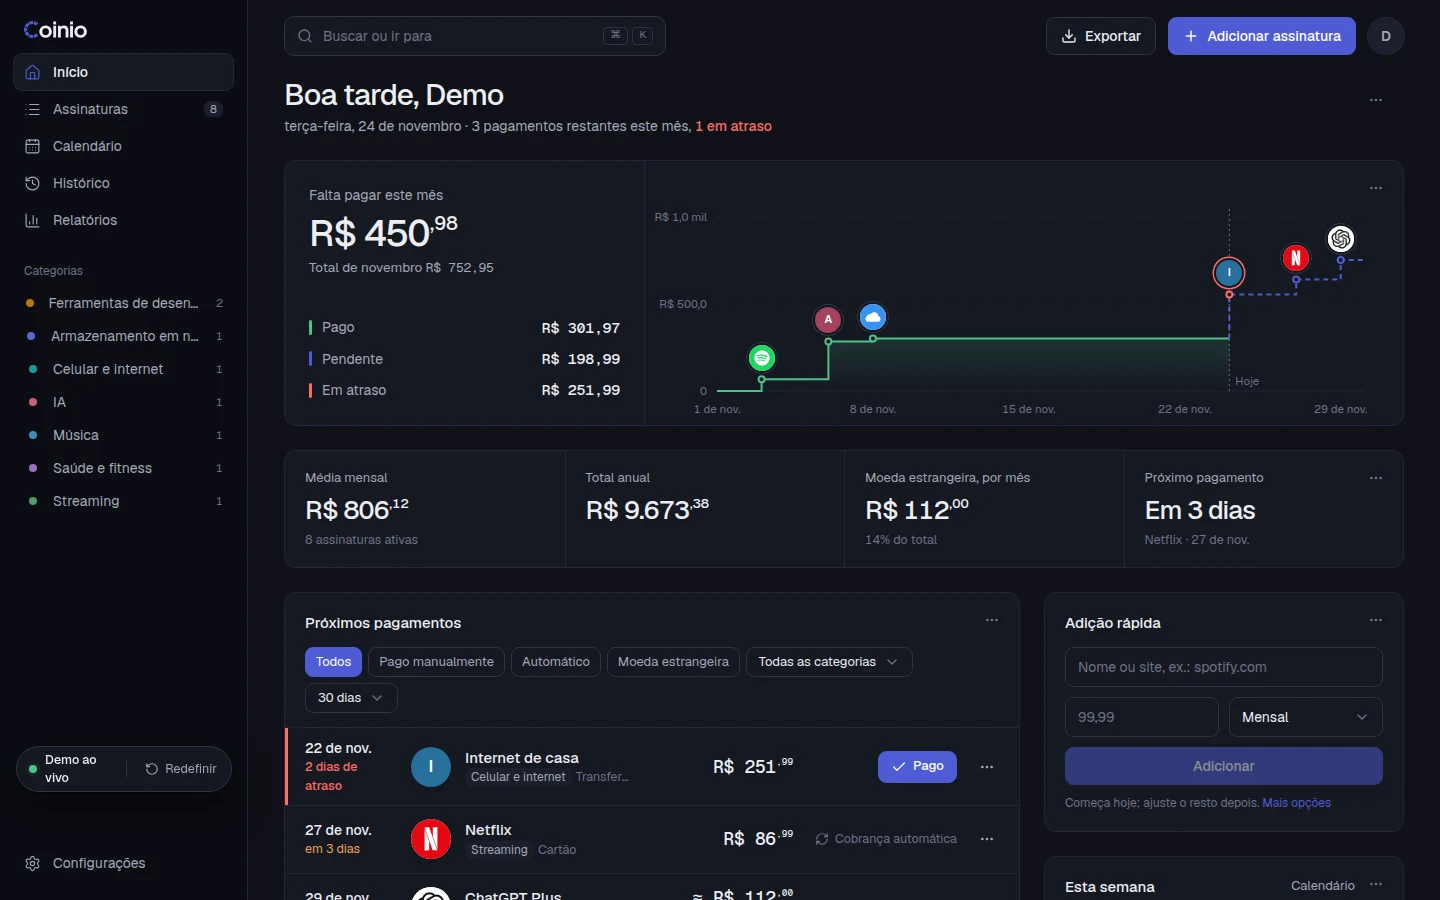 Coinio
Início
Assinaturas 8
Calendário
Histórico
Relatórios
Categorias
Ferramentas de desen... 2
Armazenamento em n... 1
Celular e internet 1
IA 1
Música 1
Saúde e fitness 1
Streaming 1
Demo ao vivo
Redefinir
Configurações
Buscar ou ir para ⌘ K
Exportar
Adicionar assinatura
D
Boa tarde, Demo
terça-feira, 24 de novembro · 3 pagamentos restantes este mês, 1 em atraso
Falta pagar este mês
R$ 450,98
Total de novembro R$ 752,95
Pago R$ 301,97
Pendente R$ 198,99
Em atraso R$ 251,99
R$ 1,0 mil
R$ 500,0
0
A
I
Hoje
1 de nov. 8 de nov. 15 de nov. 22 de nov. 29 de nov.
Média mensal
R$ 806,12
8 assinaturas ativas
Total anual
R$ 9.673,38
Moeda estrangeira, por mês
R$ 112,00
14% do total
Próximo pagamento
Em 3 dias
Netflix · 27 de nov.
Próximos pagamentos
Todos Pago manualmente Automático Moeda estrangeira Todas as categorias
30 dias
22 de nov.
2 dias de atraso
I
Internet de casa
Celular e internet Transfer...
R$ 251,99
Pago
27 de nov.
em 3 dias
Netflix
Streaming Cartão
R$ 86,99
Cobrança automática
29 de nov.
ChatGPT Plus
≈ R$ 112,00
Adição rápida
Nome ou site, ex.: spotify.com
99,99
Mensal
Adicionar
Começa hoje; ajuste o resto depois. Mais opções
Esta semana
Calendário